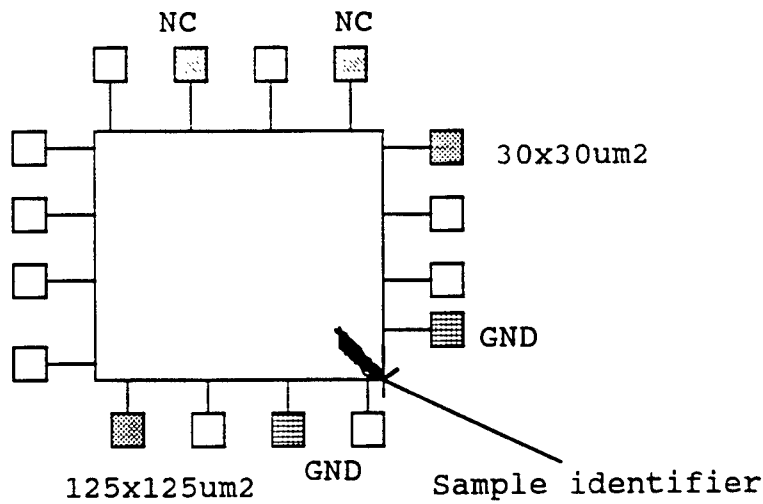 NC NC
30x30um2
GND
GND
125x125um2
Sample identifier